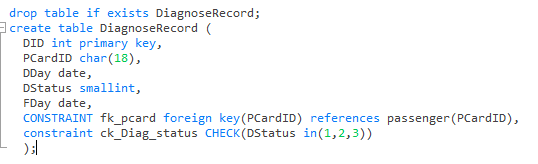 drop table if exists DiagnoseRecord;
create table DiagnoseRecord (
DID int primary key,
PCardID char(18),
DDay date,
DStatus smallint,
FDay date,
CONSTRAINT fk_pcard foreign key(PCardID) references passenger(PCardID),
constraint ck_Diag_status CHECK(DStatus in(1,2,3))
);